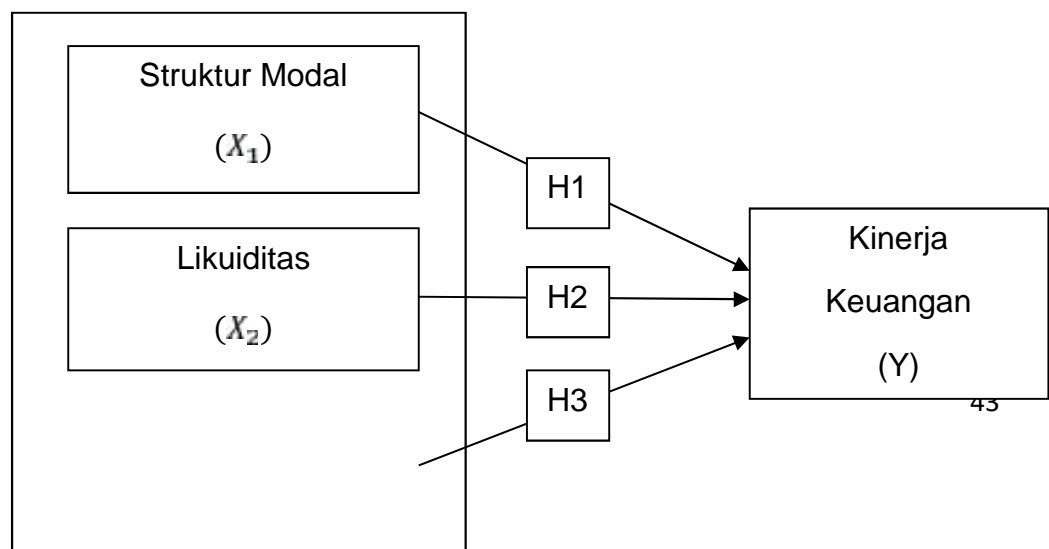 Struktur Modal
(X₁)
H1
Likuiditas
(X₂)
H2
H3
Kinerja
Keuangan
(Y)
43